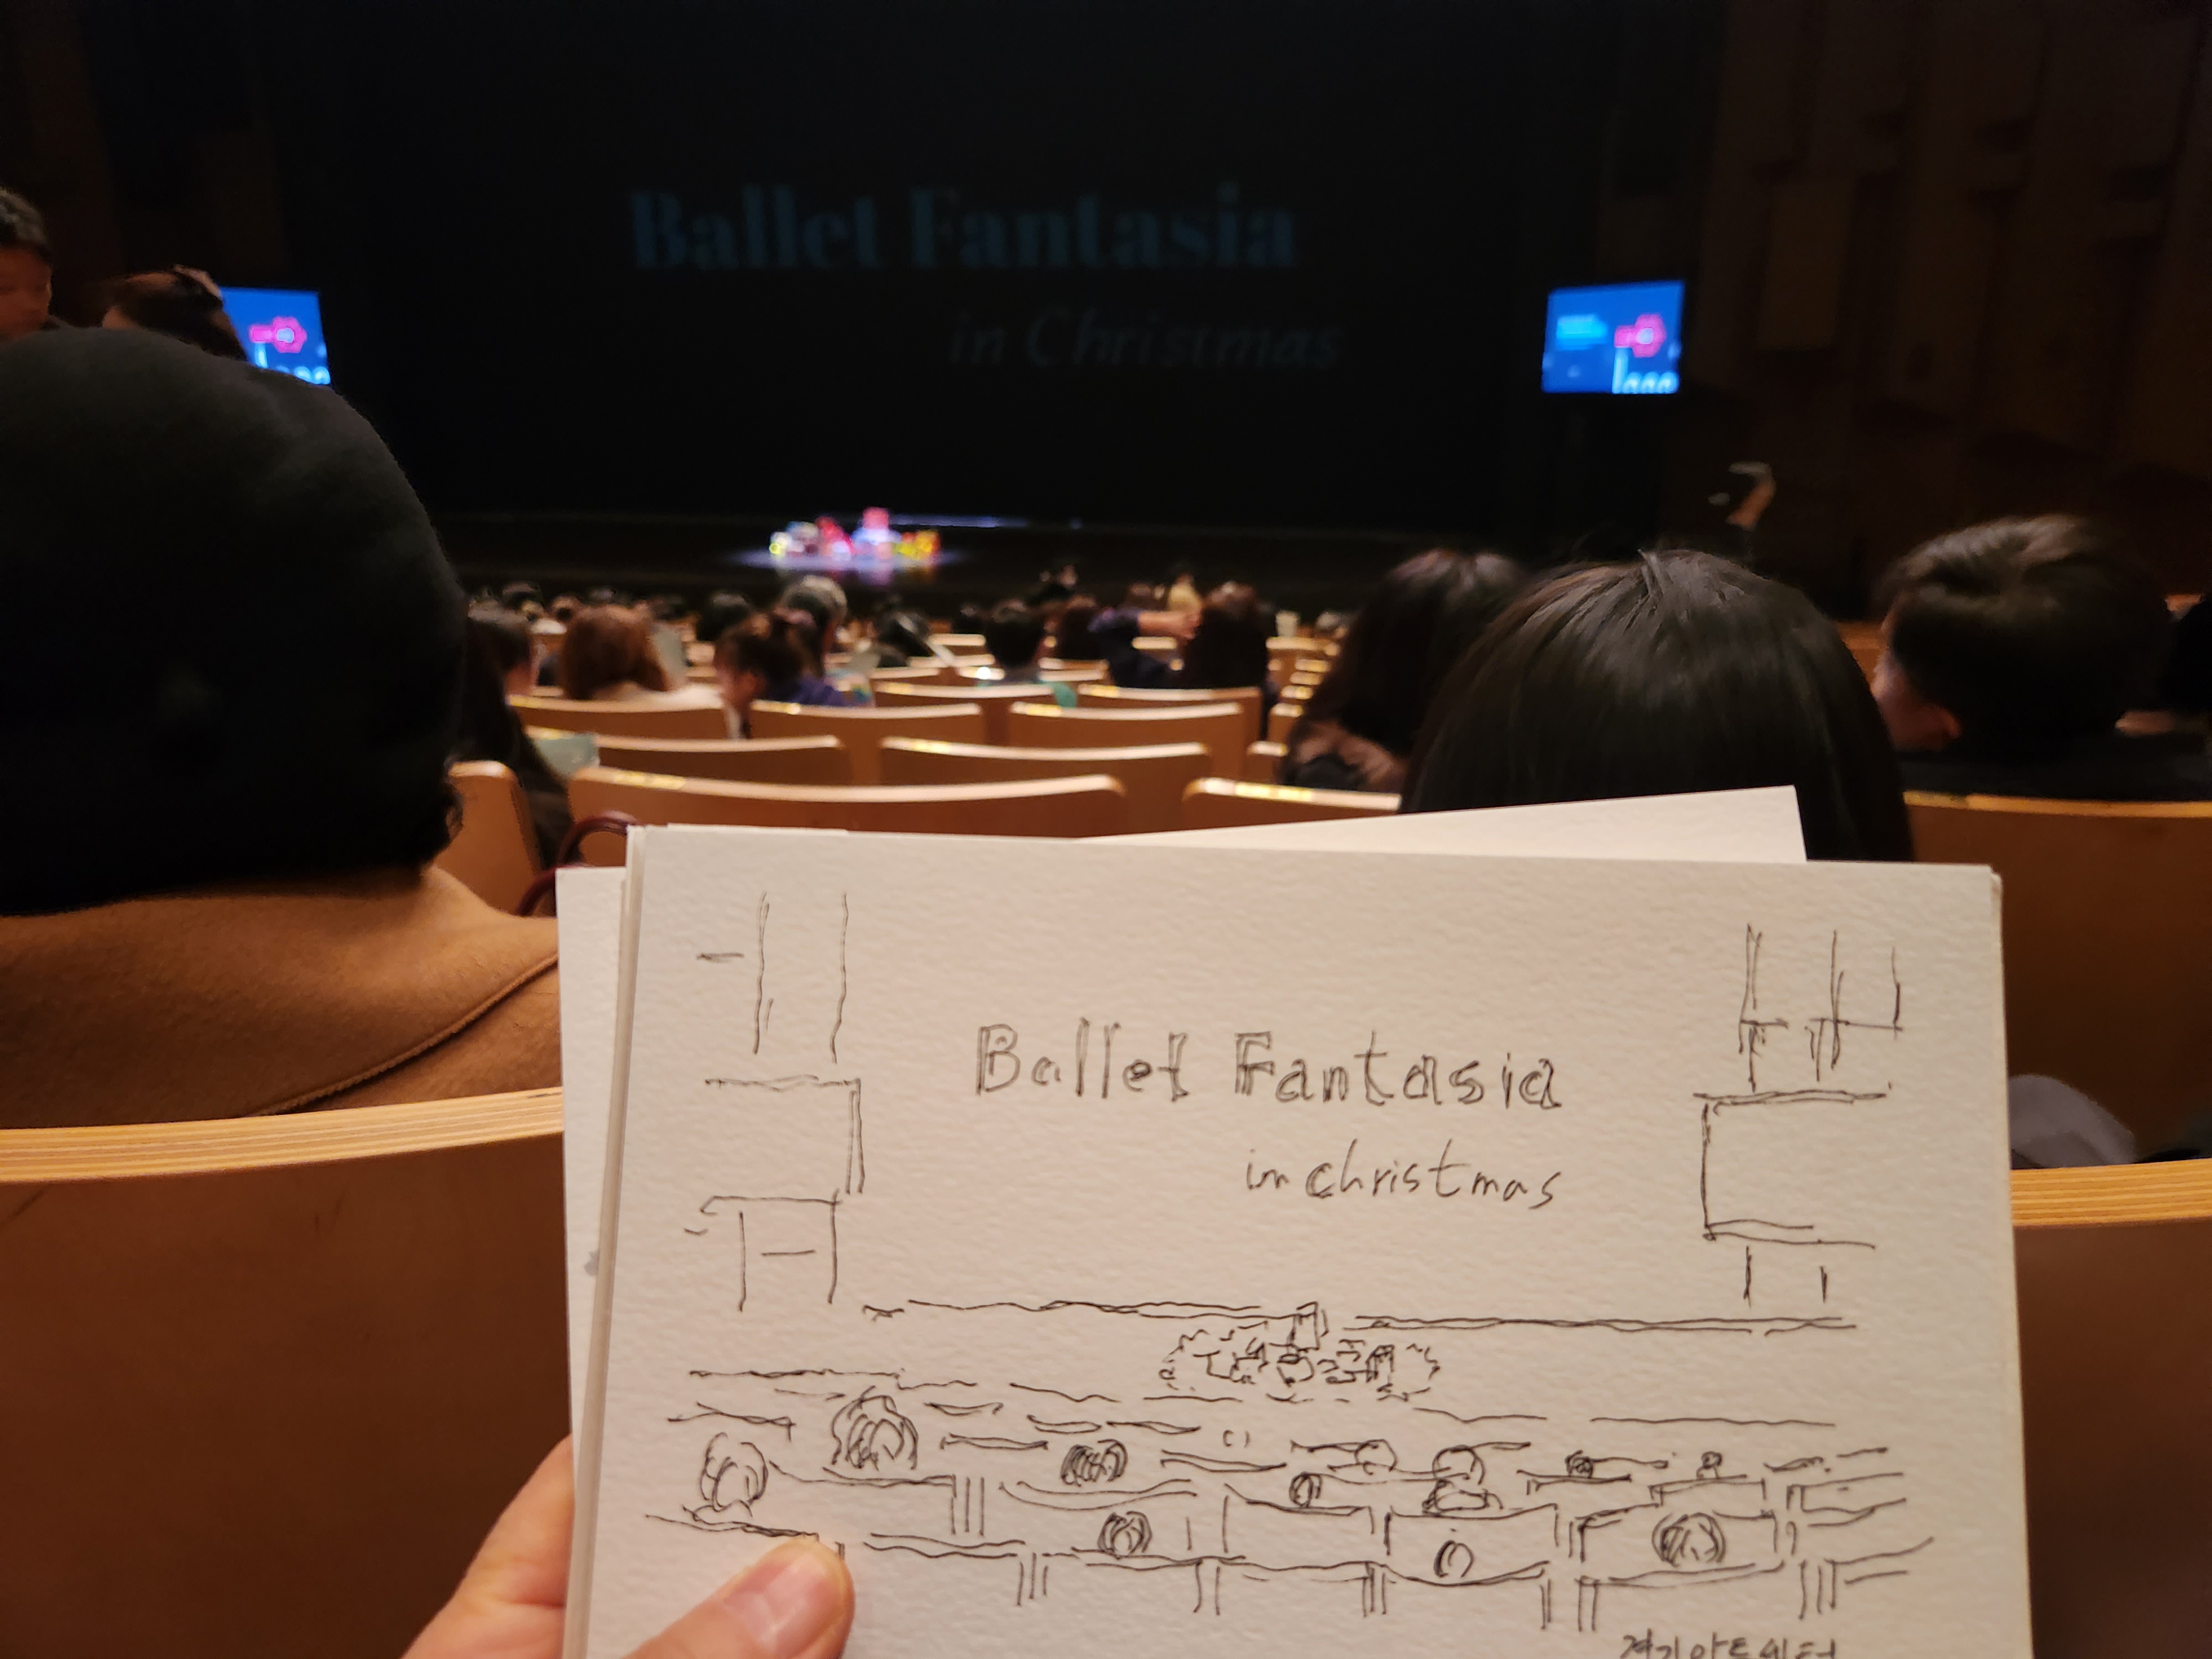 Ballet Fantasia
in Christmas
Ballet Fantasia
in christmas
경기아트센터